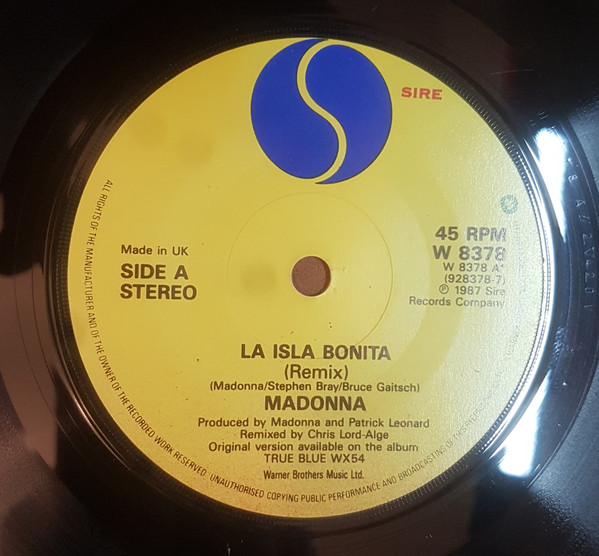 SIRE
Made in UK
SIDE A
STEREO
45 RPM
W 8378
W 8378 A
(928378-7)
℗ 1987 Sire
Records Company
LA ISLA BONITA
(Remix)
(Madonna/Stephen Bray/Bruce Gaitsch)
MADONNA
Produced by Madonna and Patrick Leonard
Remixed by Chris Lord-Alge
Original version available on the album
TRUE BLUE WX54
Warner Brothers Music Ltd.
ALL RIGHTS OF THE MANUFACTURER AND OF THE OWNER OF THE RECORDED WORK RESERVED. UNAUTHORISED COPYING PUBLIC PERFORMANCE AND BROADCASTING OF THIS